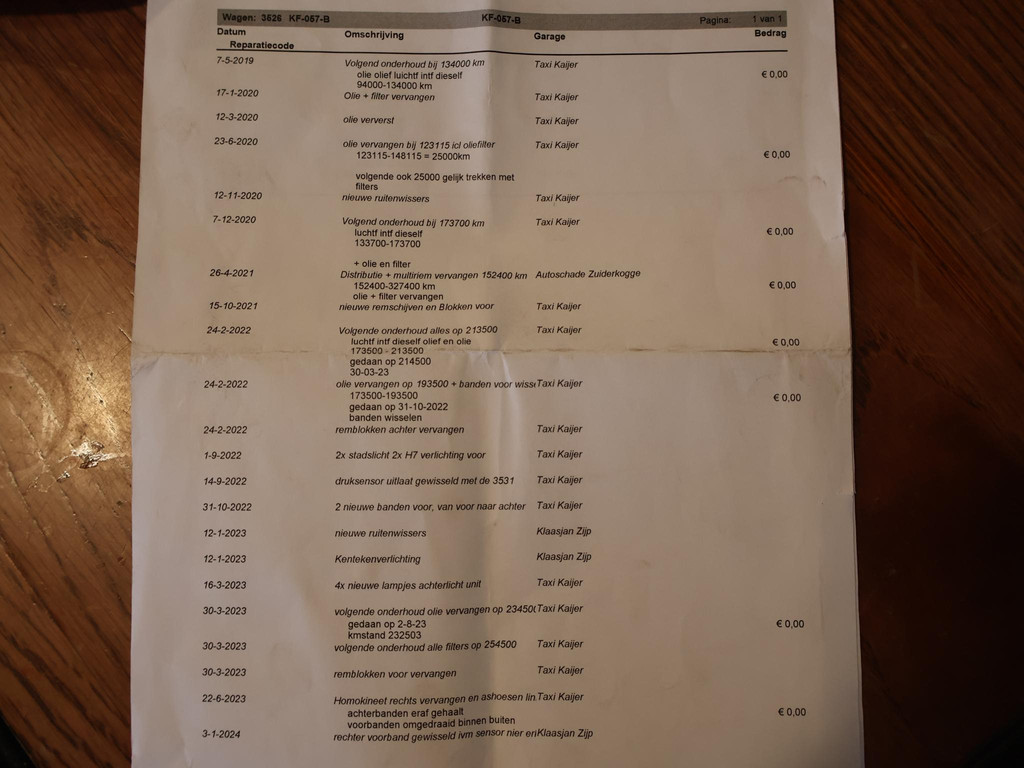 Wagen: 3526 KF-057-B KF-057-B Pagina: 1 van 1
Datum Omschrijving Garage Bedrag
Reparatiecode
7-5-2019 Volgend onderhoud bij 134000 km Taxi Kaijer
olie olief luichtf intf dieself € 0,00
94000-134000 km
17-1-2020 Olie + filter vervangen Taxi Kaijer
12-3-2020 olie ververst Taxi Kaijer
23-6-2020 olie vervangen bij 123115 icl oliefilter Taxi Kaijer
123115-148115 = 25000km € 0,00
volgende ook 25000 gelijk trekken met
filters
12-11-2020 nieuwe ruitenwissers Taxi Kaijer
7-12-2020 Volgend onderhoud bij 173700 km Taxi Kaijer
luchtf intf dieself € 0,00
133700-173700
+ olie en filter
26-4-2021 Distributie + multiriem vervangen 152400 km Autoschade Zuiderkogge
152400-327400 km € 0,00
olie + filter vervangen
15-10-2021 nieuwe remschijven en Blokken voor Taxi Kaijer
24-2-2022 Volgende onderhoud alles op 213500 Taxi Kaijer
luchtf intf dieself olief en olie € 0,00
173500 - 213500
gedaan op 214500
30-03-23
24-2-2022 olie vervangen op 193500 + banden voor wisse Taxi Kaijer
173500-193500 € 0,00
gedaan op 31-10-2022
banden wisselen
24-2-2022 remblokken achter vervangen Taxi Kaijer
1-9-2022 2x stadslicht 2x H7 verlichting voor Taxi Kaijer
14-9-2022 druksensor uitlaat gewisseld met de 3531 Taxi Kaijer
31-10-2022 2 nieuwe banden voor, van voor naar achter Taxi Kaijer
12-1-2023 nieuwe ruitenwissers Klaasjan Zijp
12-1-2023 Kentekenverlichting Klaasjan Zijp
16-3-2023 4x nieuwe lampjes achterlicht unit Taxi Kaijer
30-3-2023 volgende onderhoud olie vervangen op 23450( Taxi Kaijer
gedaan op 2-8-23 € 0,00
kmstand 232503
30-3-2023 volgende onderhoud alle filters op 254500 Taxi Kaijer
30-3-2023 remblokken voor vervangen Taxi Kaijer
22-6-2023 Homokineet rechts vervangen en ashoesen lin Taxi Kaijer
achterbanden eraf gehaalt € 0,00
voorbanden omgedraaid binnen buiten
3-1-2024 rechter voorband gewisseld ivm sensor nier en Klaasjan Zijp